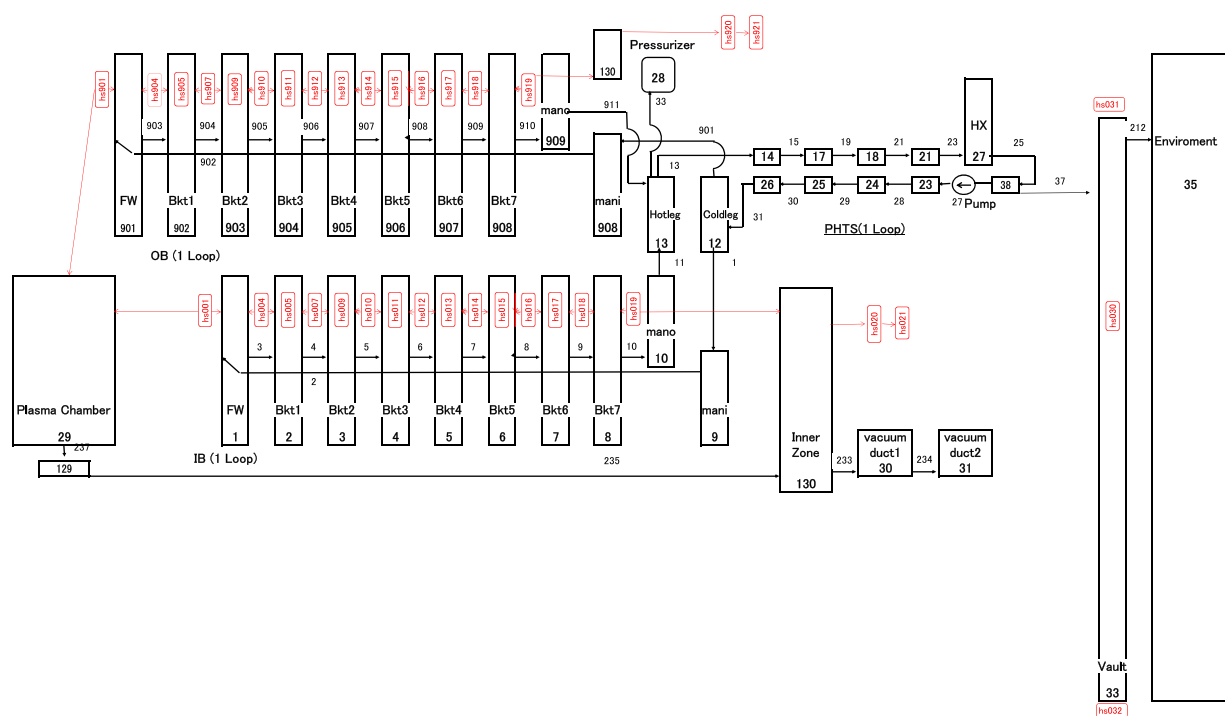 hs920
hs921
Pressurizer
130
28
33
hs901
hs904
hs905
hs907
hs909
hs910
hs911
hs912
hs913
hs914
hs915
hs916
hs917
hs918
hs919
mano
909
911
903
904
905
906
907
908
909
910
902
901
13
FW
901
Bkt1
902
Bkt2
903
Bkt3
904
Bkt4
905
Bkt5
906
Bkt6
907
Bkt7
908
mani
908
OB (1 Loop)
Hotleg
13
Coldleg
12
11
1
31
14
15
17
19
18
21
21
23
HX
27
25
26
30
25
29
24
28
23
27
Pump
38
37
PHTS(1 Loop)
hs031
212
Enviroment
35
hs030
Vault
33
hs032
hs001
hs004
hs005
hs007
hs009
hs010
hs011
hs012
hs013
hs014
hs015
hs016
hs017
hs018
hs019
hs020
hs021
mano
10
3
4
5
6
7
8
9
10
2
Plasma Chamber
29
237
129
FW
1
Bkt1
2
Bkt2
3
Bkt3
4
Bkt4
5
Bkt5
6
Bkt6
7
Bkt7
8
mani
9
IB (1 Loop)
235
Inner
Zone
130
233
vacuum
duct1
30
234
vacuum
duct2
31